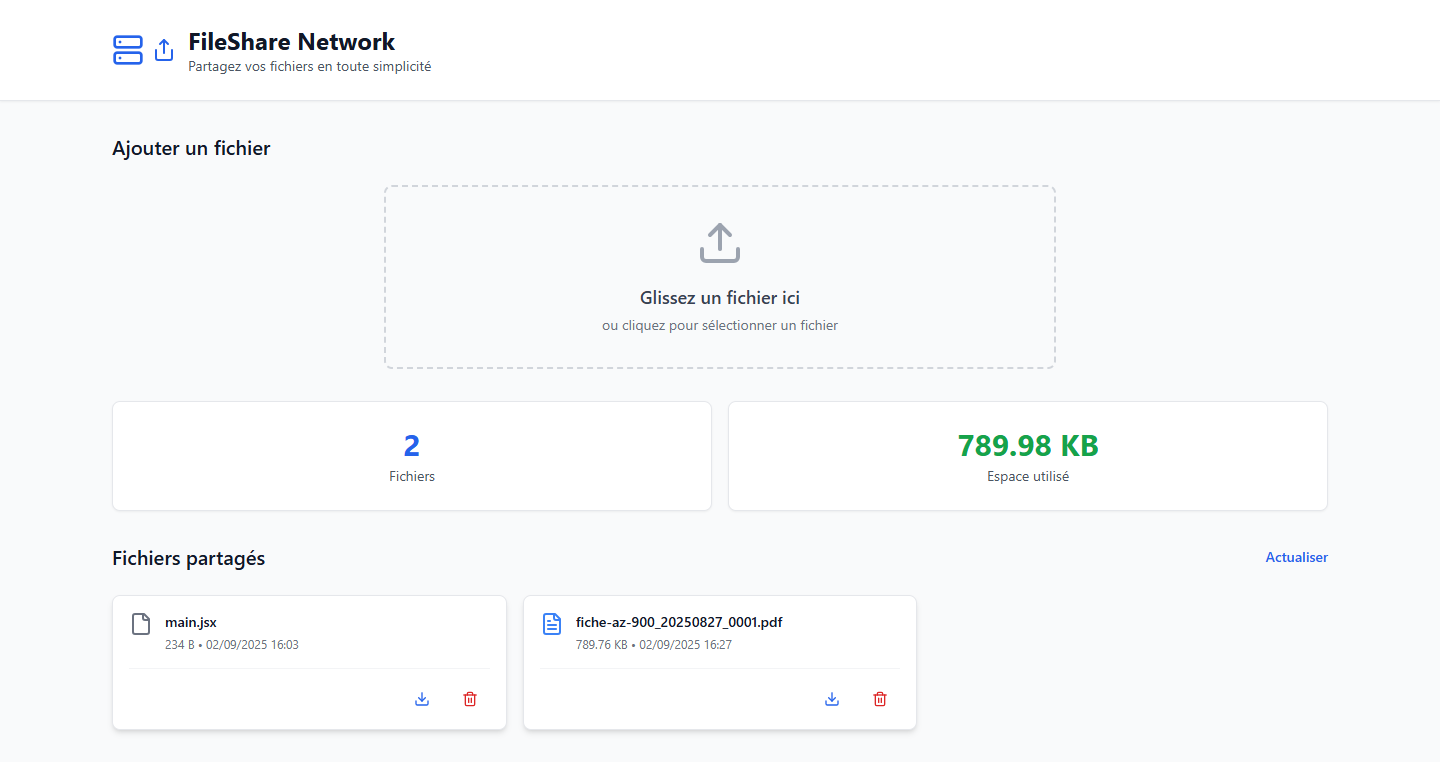 FileShare Network
Partagez vos fichiers en toute simplicité
Ajouter un fichier
Glissez un fichier ici
ou cliquez pour sélectionner un fichier
2
Fichiers
789.98 KB
Espace utilisé
Fichiers partagés
Actualiser
main.jsx
234 B • 02/09/2025 16:03
fiche-az-900_20250827_0001.pdf
789.76 KB • 02/09/2025 16:27